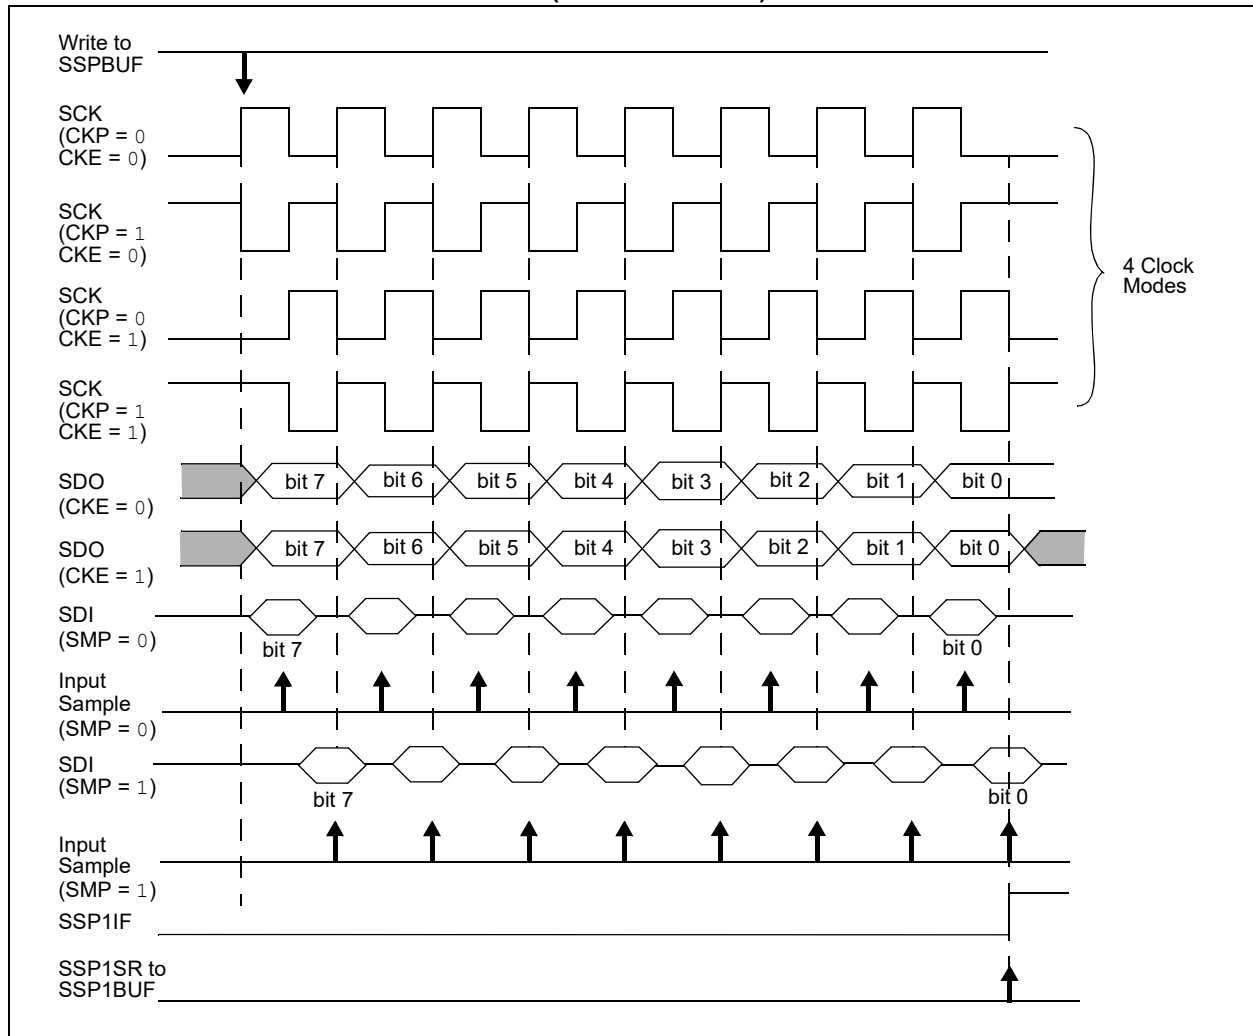 Write to
SSPBUF
SCK
(CKP = 0
CKE = 0)
SCK
(CKP = 1
CKE = 0)
SCK
(CKP = 0
CKE = 1)
SCK
(CKP = 1
CKE = 1)
4 Clock
Modes
SDO
(CKE = 0)
bit 7 bit 6 bit 5 bit 4 bit 3 bit 2 bit 1 bit 0
SDO
(CKE = 1)
bit 7 bit 6 bit 5 bit 4 bit 3 bit 2 bit 1 bit 0
SDI
(SMP = 0)
bit 7 bit 0
Input
Sample
(SMP = 0)
SDI
(SMP = 1)
bit 7 bit 0
Input
Sample
(SMP = 1)
SSP1IF
SSP1SR to
SSP1BUF